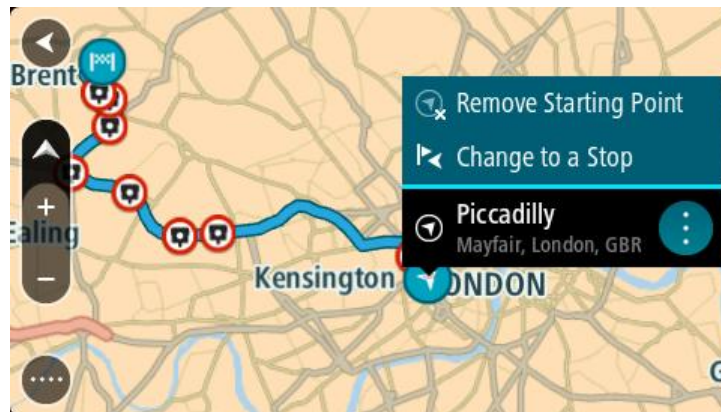 Brent
Remove Starting Point
Change to a Stop
Piccadilly
Mayfair, London, GBR
+
Ealing
−
Kensington
ONDON
G